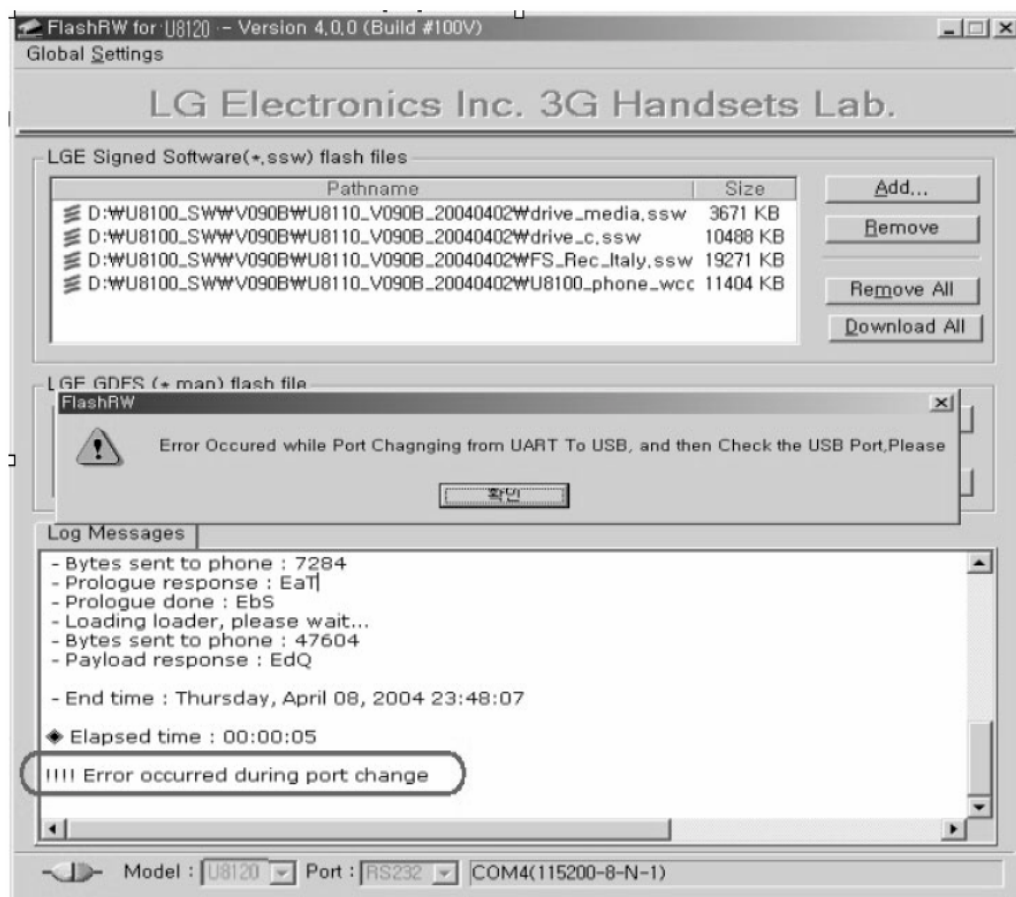 FlashRW for U8120 - Version 4.0.0 (Build #100V)
Global Settings
LG Electronics Inc. 3G Handsets Lab.
LGE Signed Software(*.ssw) flash files
Pathname Size
D:₩U8100_SW₩V090B₩U8110_V090B_20040402₩drive_media.ssw 3671 KB
D:₩U8100_SW₩V090B₩U8110_V090B_20040402₩drive_c.ssw 10488 KB
D:₩U8100_SW₩V090B₩U8110_V090B_20040402₩FS_Rec_Italy.ssw 19271 KB
D:₩U8100_SW₩V090B₩U8110_V090B_20040402₩U8100_phone_wcc 11404 KB
Add...
Remove
Remove All
Download All
LGE GDFS (*.man) flash file
FlashRW
Error Occured while Port Chagnging from UART To USB, and then Check the USB Port,Please
확인
Log Messages
- Bytes sent to phone : 7284
- Prologue response : EaT
- Prologue done : EbS
- Loading loader, please wait...
- Bytes sent to phone : 47604
- Payload response : EdQ
- End time : Thursday, April 08, 2004 23:48:07
◆ Elapsed time : 00:00:05
!!!! Error occurred during port change
Model : U8120 Port : RS232 COM4(115200-8-N-1)